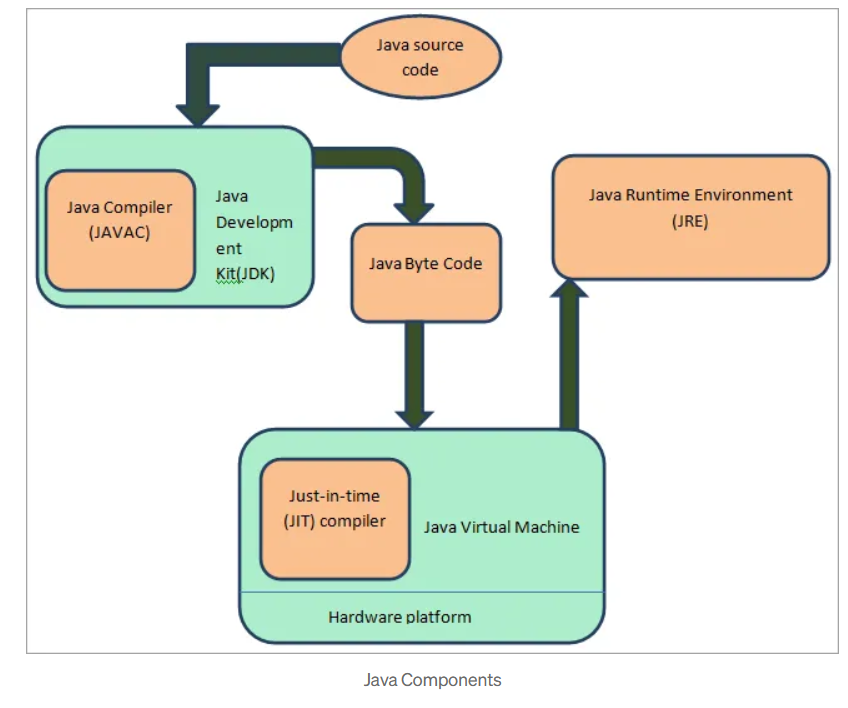 Java source
code
Java Compiler
(JAVAC)
Java
Developm
ent
Kit(JDK)
Java Byte Code
Java Runtime Environment
(JRE)
Just-in-time
(JIT) compiler
Java Virtual Machine
Hardware platform
Java Components